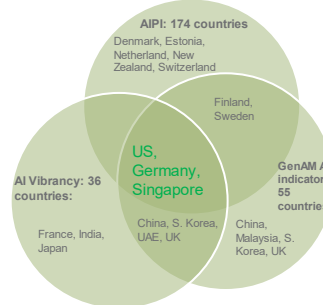 AIPI: 174 countries
Denmark, Estonia,
Netherland, New
Zealand, Switzerland
Finland,
Sweden
US,
Germany,
Singapore
GenAM A
indicator
55
countrie
AI Vibrancy: 36
countries:
France, India,
Japan
China, S. Korea,
UAE, UK
China,
Malaysia, S.
Korea, UK